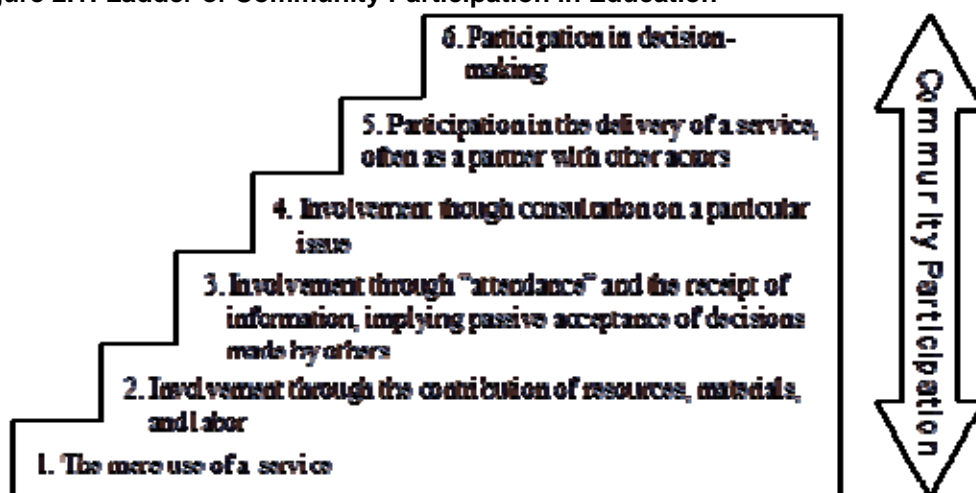 Figure 2.1: Ladder of Community Participation in Education
6. Participation in decision-
making
5. Participation in the delivery of a service,
often as a partner with other actors
4. Involvement though consultation on a particular
issue
3. Involvement through "attendance" and the receipt of
information, implying passive acceptance of decisions
made by others
2. Involvement through the contribution of resources, materials,
and labor
1. The mere use of a service
Community Participation